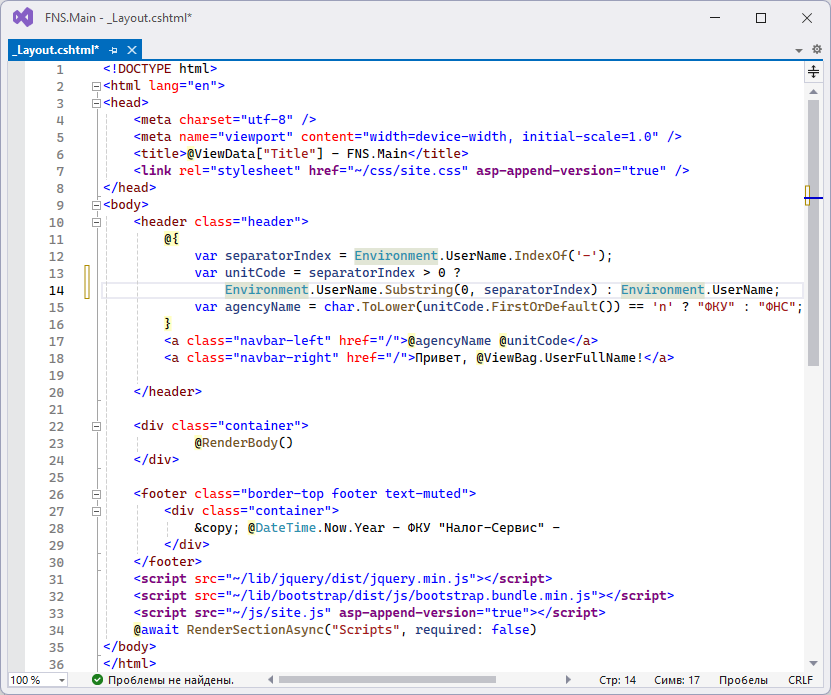 FNS.Main - _Layout.cshtml*
_Layout.cshtml*
1 <!DOCTYPE html>
2 <html lang="en">
3 <head>
4 <meta charset="utf-8" />
5 <meta name="viewport" content="width=device-width, initial-scale=1.0" />
6 <title>@ViewData["Title"] - FNS.Main</title>
7 <link rel="stylesheet" href="~/css/site.css" asp-append-version="true" />
8 </head>
9 <body>
10 <header class="header">
11 @{
12 var separatorIndex = Environment.UserName.IndexOf('-');
13 var unitCode = separatorIndex > 0 ?
14 Environment.UserName.Substring(0, separatorIndex) : Environment.UserName;
15 var agencyName = char.ToLower(unitCode.FirstOrDefault()) == 'n' ? "ФКУ" : "ФНС";
16 }
17 <a class="navbar-left" href="/">@agencyName @unitCode</a>
18 <a class="navbar-right" href="/">Привет, @ViewBag.UserFullName!</a>
19
20 </header>
21
22 <div class="container">
23 @RenderBody()
24 </div>
25
26 <footer class="border-top footer text-muted">
27 <div class="container">
28 &copy; @DateTime.Now.Year - ФКУ "Налог-Сервис" -
29 </div>
30 </footer>
31 <script src="~/lib/jquery/dist/jquery.min.js"></script>
32 <script src="~/lib/bootstrap/dist/js/bootstrap.bundle.min.js"></script>
33 <script src="~/js/site.js" asp-append-version="true"></script>
34 @await RenderSectionAsync("Scripts", required: false)
35 </body>
36 </html>
100 % Проблемы не найдены. Стр: 14 Симв: 17 Пробелы CRLF